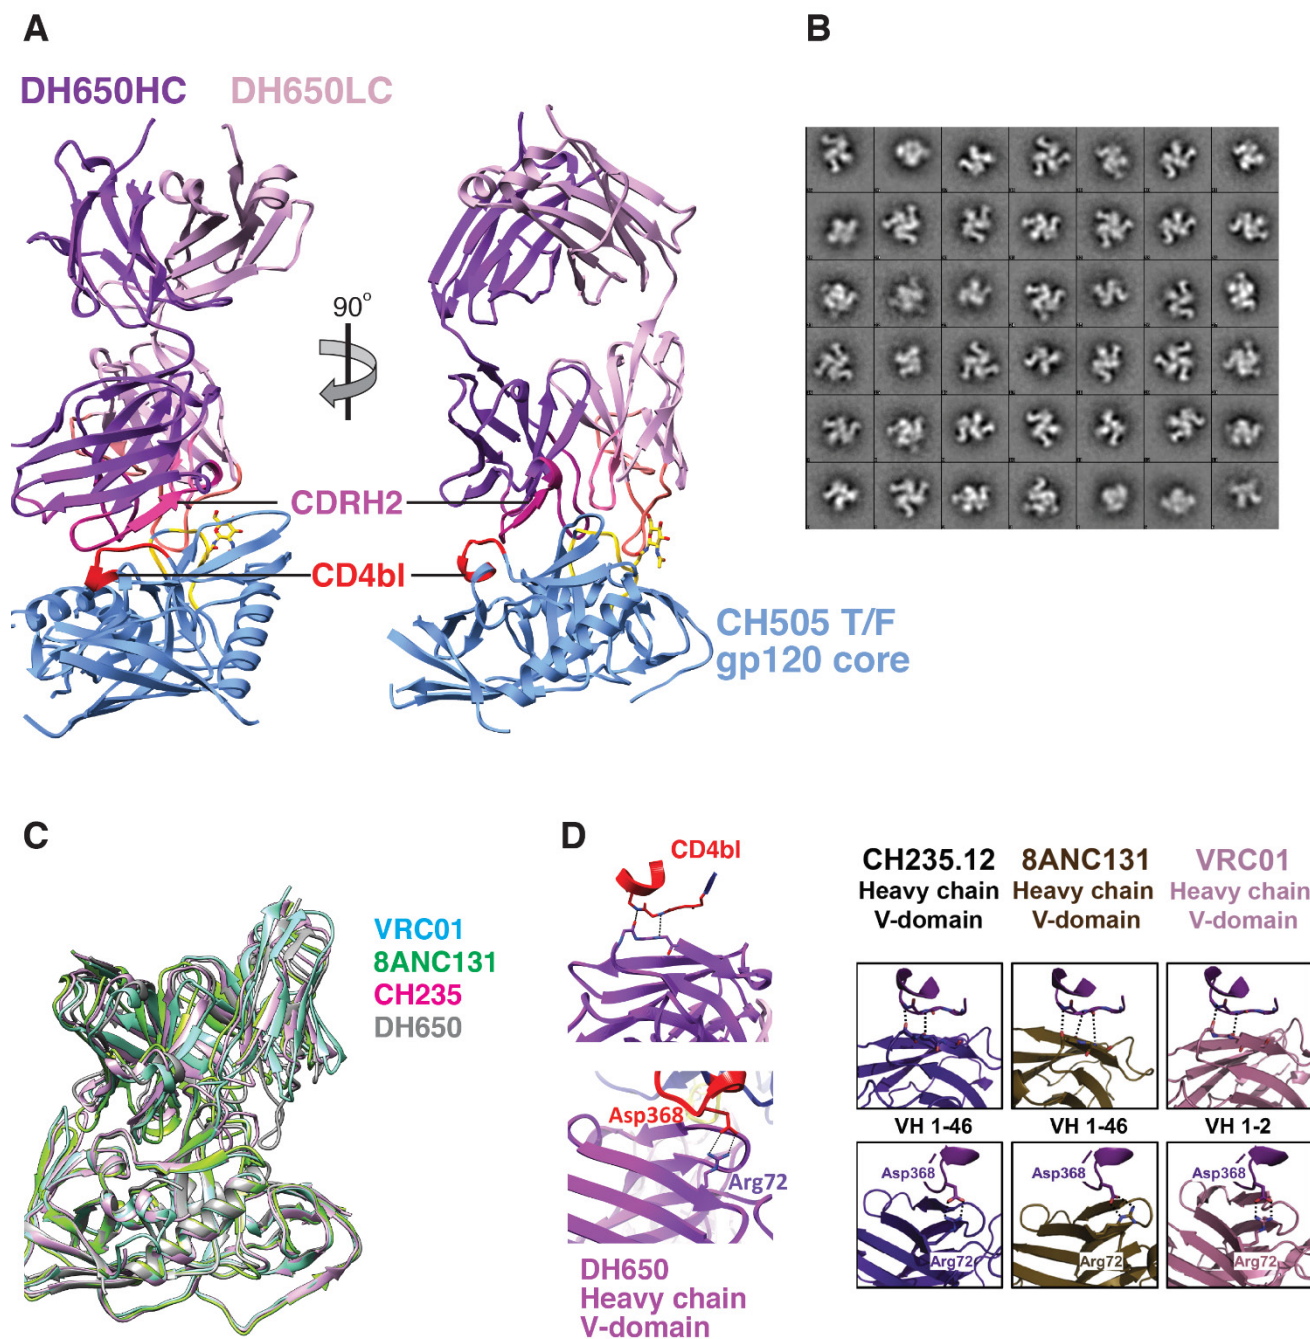 A
B
DH650HC DH650LC
90°
CDRH2
CD4bl
CH505 T/F
gp120 core
C
D
VRC01
8ANC131
CH235
DH650
CD4bl
Asp368
Arg72
DH650
Heavy chain
V-domain
CH235.12
Heavy chain
V-domain
8ANC131
Heavy chain
V-domain
VRC01
Heavy chain
V-domain
VH 1-46
VH 1-46
VH 1-2
Asp368
Asp368
Asp368
Arg72
Arg72
Arg72